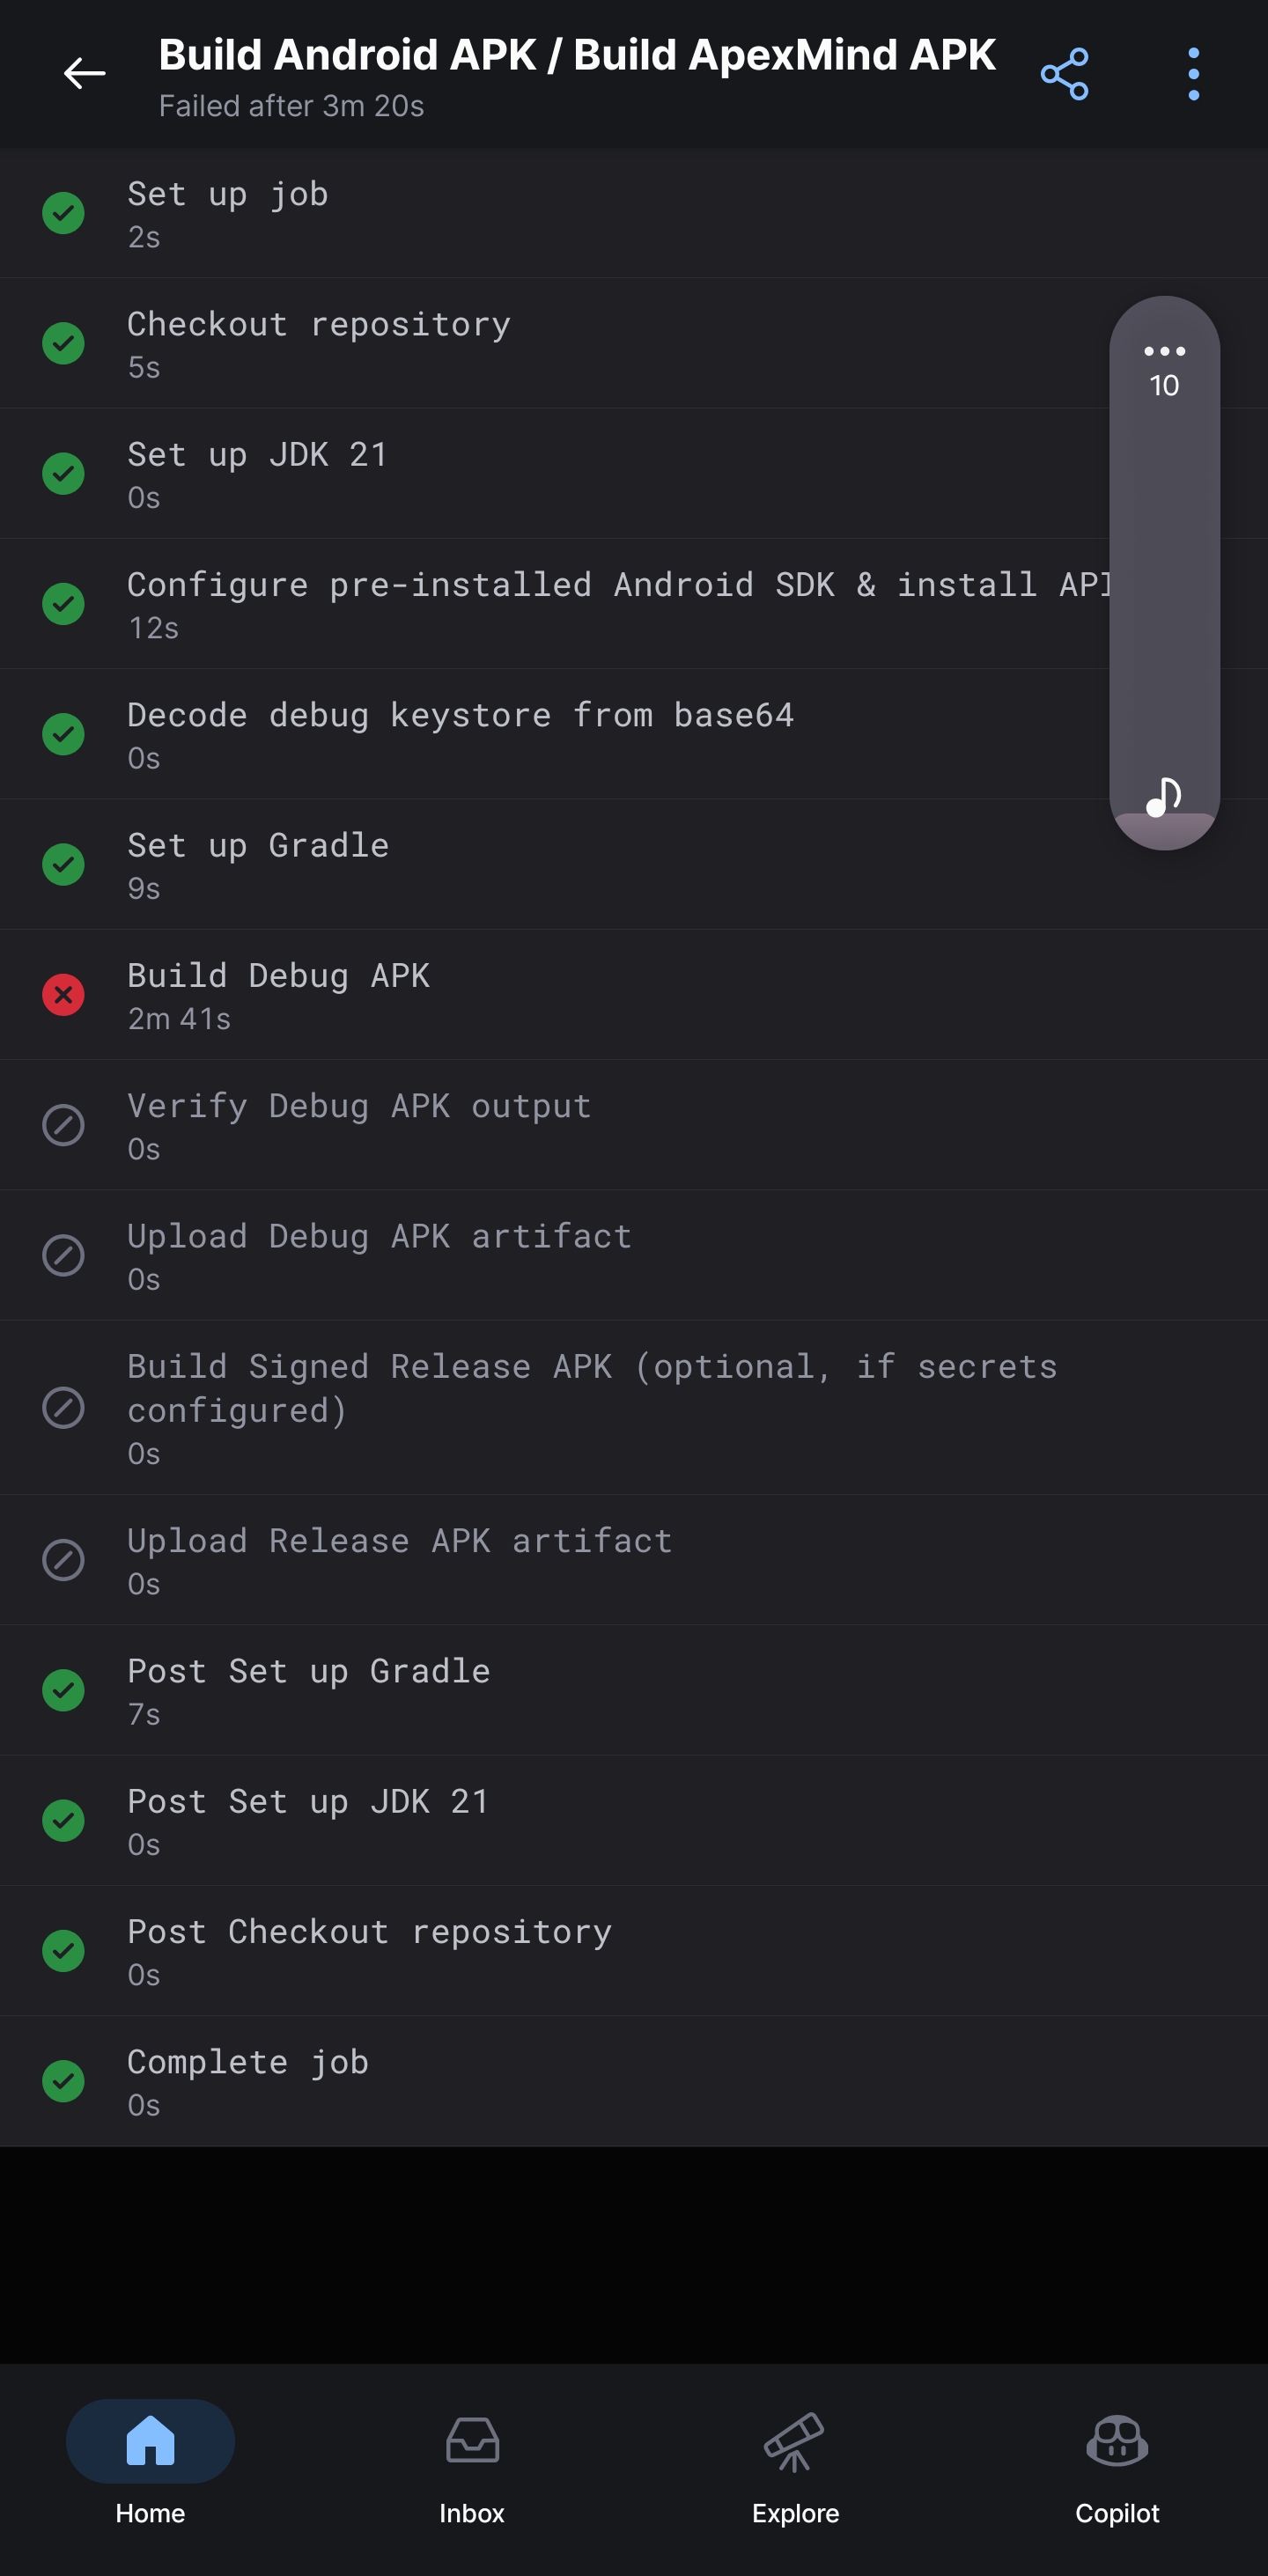 Build Android APK / Build ApexMind APK
Failed after 3m 20s
Set up job
2s
Checkout repository
5s
10
Set up JDK 21
0s
Configure pre-installed Android SDK & install
12s
Decode debug keystore from base64
0s
Set up Gradle
9s
Build Debug APK
2m 41s
Verify Debug APK output
0s
Upload Debug APK artifact
0s
Build Signed Release APK (optional, if secrets
configured)
0s
Upload Release APK artifact
0s
Post Set up Gradle
7s
Post Set up JDK 21
0s
Post Checkout repository
0s
Complete job
0s
Home
Inbox
Explore
Copilot